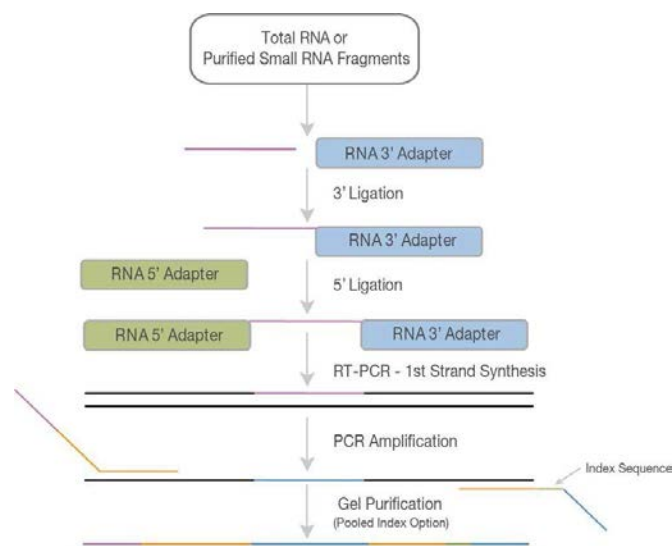 Total RNA or
Purified Small RNA Fragments
RNA 3' Adapter
3' Ligation
RNA 3' Adapter
RNA 5' Adapter
5' Ligation
RNA 5' Adapter
RNA 3' Adapter
RT-PCR - 1st Strand Synthesis
PCR Amplification
Index Sequence
Gel Purification
(Pooled Index Option)